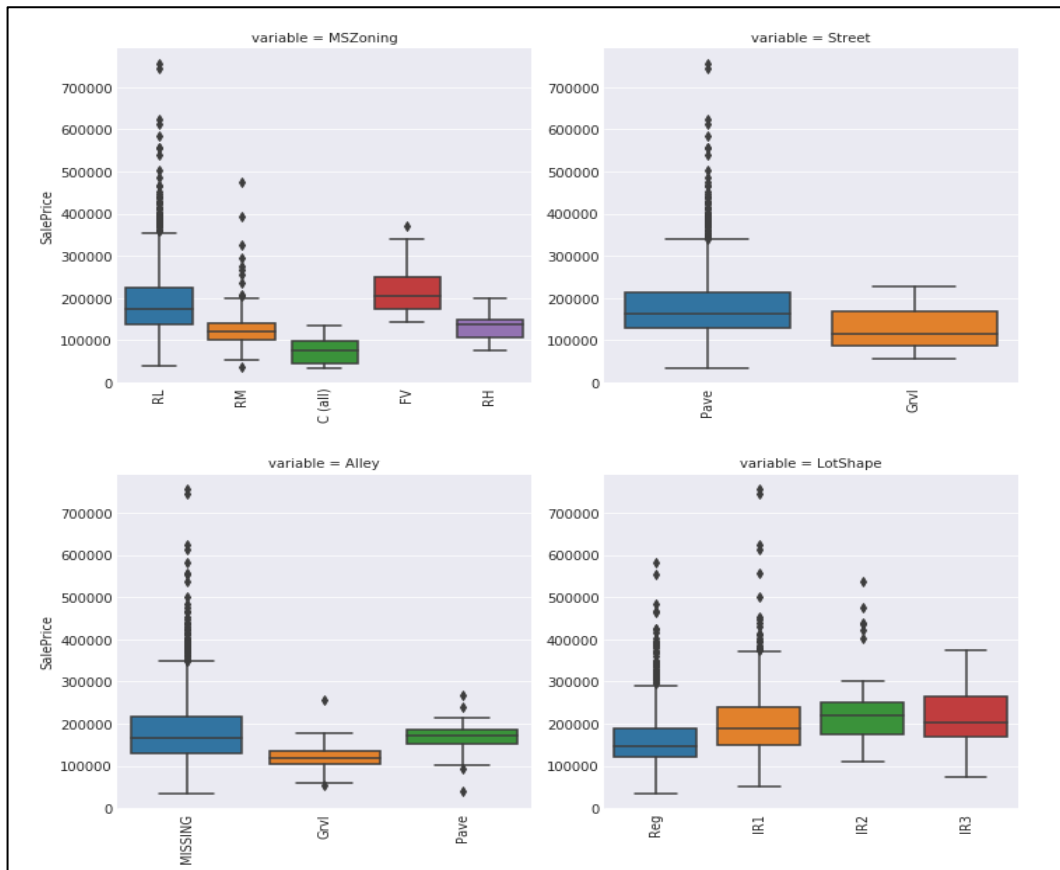 variable = MSZoning
variable = Street
700000
600000
500000
400000
300000
200000
100000
0
SalePrice
RL
RM
C (all)
FV
RH
700000
600000
500000
400000
300000
200000
100000
0
Pave
Grvl
variable = Alley
variable = LotShape
700000
600000
500000
400000
300000
200000
100000
0
SalePrice
MISSING
Grvl
Pave
700000
600000
500000
400000
300000
200000
100000
0
Reg
IR1
IR2
IR3